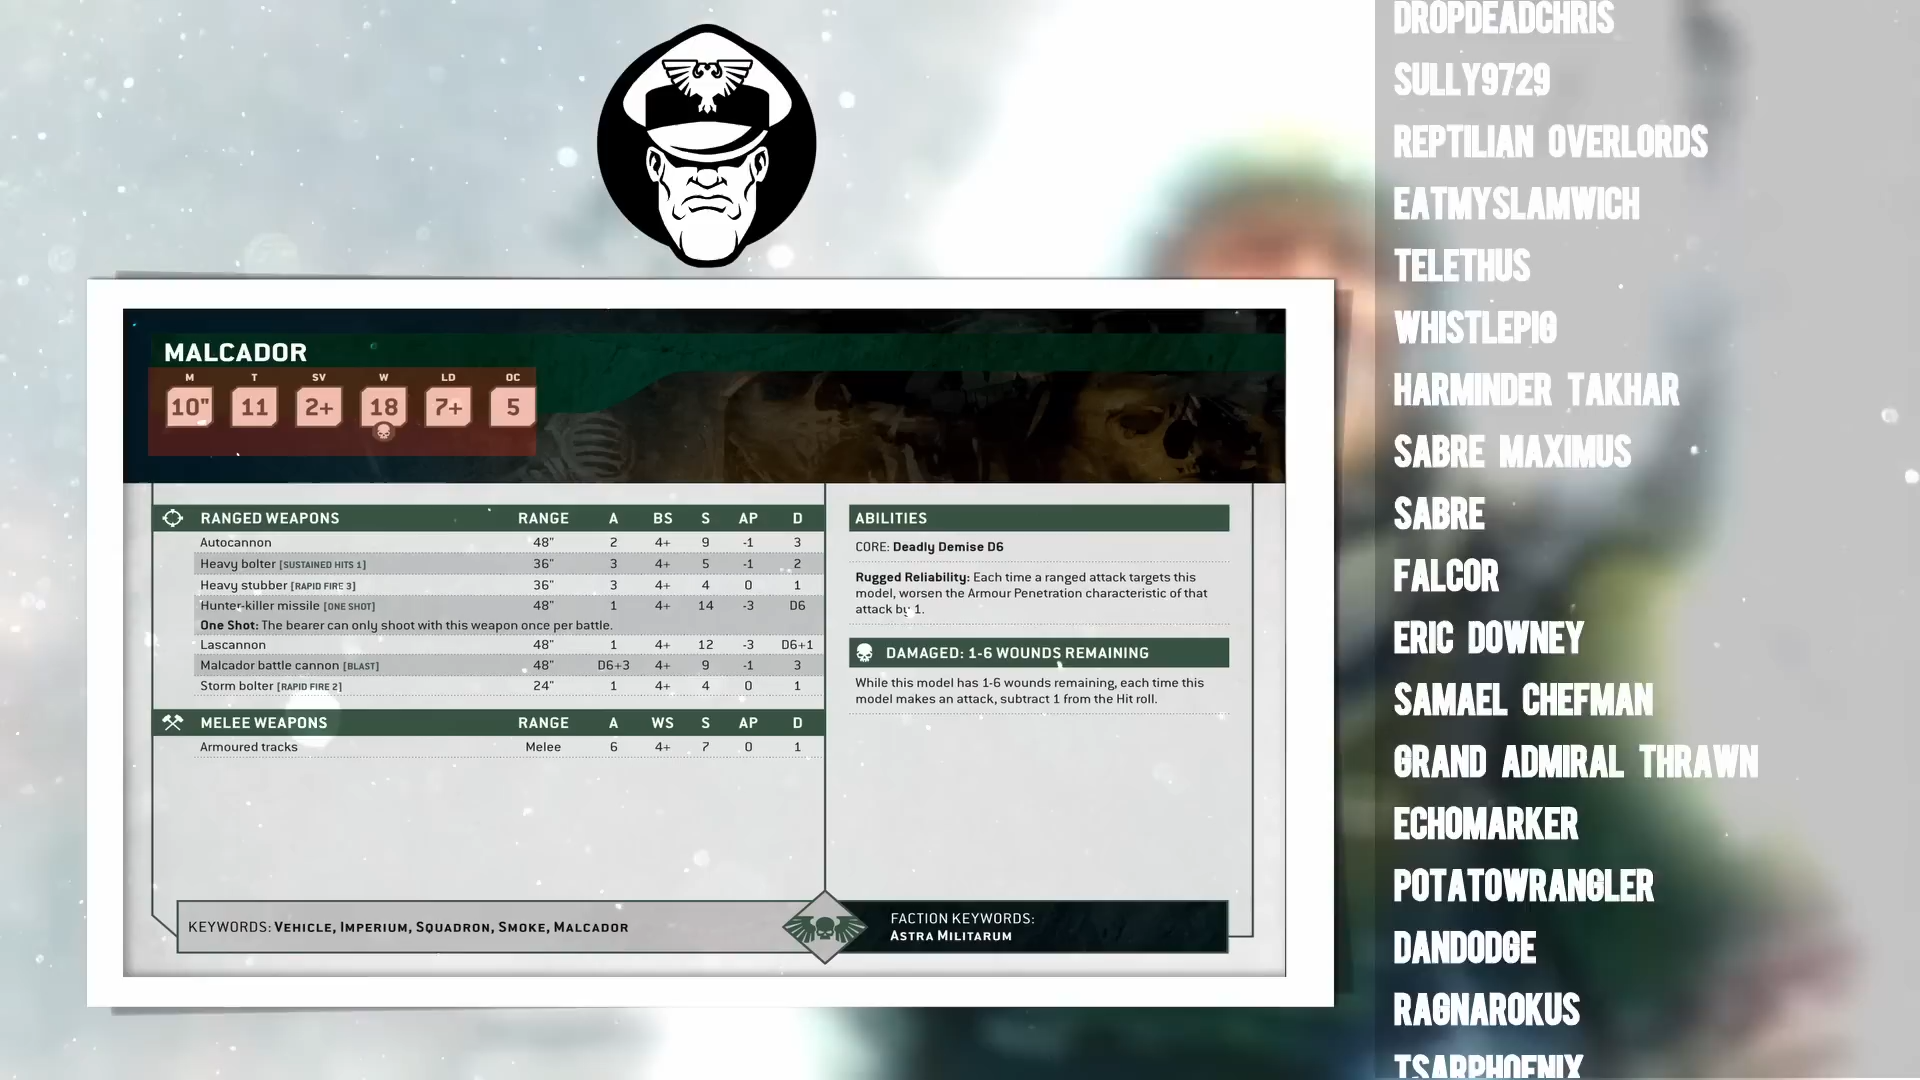 MALCADOR
M T SV W LD OC
10" 11 2+ 18 7+ 5
RANGED WEAPONS RANGE A BS S AP D
Autocannon 48" 2 4+ 9 -1 3
Heavy bolter [SUSTAINED HITS 1] 36" 3 4+ 5 -1 2
Heavy stubber [RAPID FIRE 3] 36" 3 4+ 4 0 1
Hunter-killer missile [ONE SHOT] 48" 1 4+ 14 -3 D6
One Shot: The bearer can only shoot with this weapon once per battle.
Lascannon 48" 1 4+ 12 -3 D6+1
Malcador battle cannon [BLAST] 48" D6+3 4+ 9 -1 3
Storm bolter [RAPID FIRE 2] 24" 1 4+ 4 0 1
MELEE WEAPONS RANGE A WS S AP D
Armoured tracks Melee 6 4+ 7 0 1
ABILITIES
CORE: Deadly Demise D6
Rugged Reliability: Each time a ranged attack targets this
model, worsen the Armour Penetration characteristic of that
attack by 1.
DAMAGED: 1-6 WOUNDS REMAINING
While this model has 1-6 wounds remaining, each time this
model makes an attack, subtract 1 from the Hit roll.
KEYWORDS: VEHICLE, IMPERIUM, SQUADRON, SMOKE, MALCADOR
FACTION KEYWORDS:
ASTRA MILITARUM
DROPDEADCHRIS
SULLY9729
REPTILIAN OVERLORDS
EATMYSLAMWICH
TELETHUS
WHISTLEPIG
HARMINDER TAKHAR
SABRE MAXIMUS
SABRE
FALCOR
ERIC DOWNEY
SAMAEL CHEFMAN
GRAND ADMIRAL THRAWN
ECHOMARKER
POTATOWRANGLER
DANDODGE
RAGNAROKUS
TSARPHOENIX